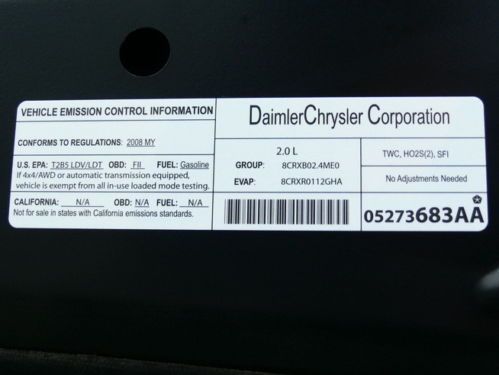 VEHICLE EMISSION CONTROL INFORMATION
CONFORMS TO REGULATIONS: 2008 MY
U.S. EPA: T2B5 LDV/LDT OBD: FII FUEL: Gasoline
If 4x4/AWD or automatic transmission equipped,
vehicle is exempt from all in-use loaded mode testing.
CALIFORNIA: N/A OBD: N/A FUEL: N/A
Not for sale in states with California emissions standards.
DaimlerChrysler Corporation
2.0 L
GROUP: 8CRXB02.4ME0
EVAP: 8CRXR0112GHA
TWC, HO2S(2), SFI
No Adjustments Needed
05273683AA